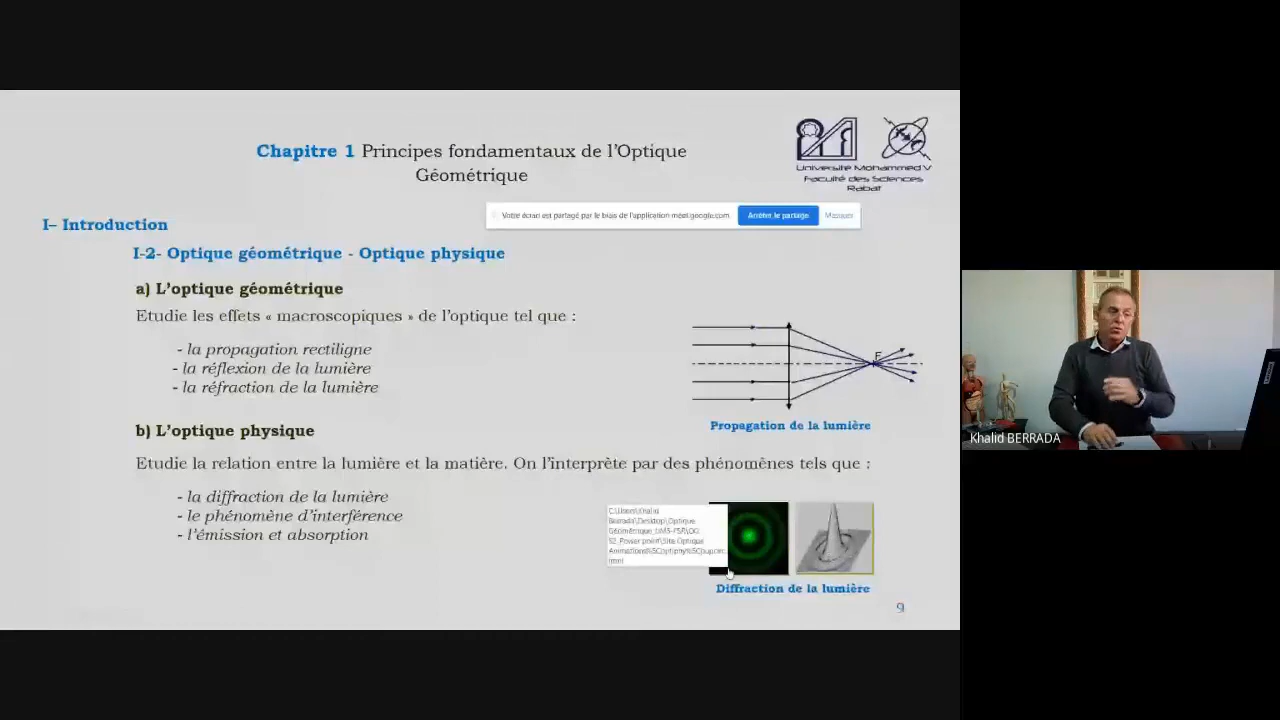 Chapitre 1 Principes fondamentaux de l'Optique
Géométrique
Université Mohammed V
Faculté des Sciences
Rabat
Votre écran est partagé par le biais de l'application meet.google.com.
Arrêter le partage
Masquer
I– Introduction
I-2- Optique géométrique - Optique physique
a) L'optique géométrique
Etudie les effets « macroscopiques » de l'optique tel que :
- la propagation rectiligne
- la réflexion de la lumière
- la réfraction de la lumière
F
Propagation de la lumière
b) L'optique physique
Etudie la relation entre la lumière et la matière. On l'interprète par des phénomènes tels que :
- la diffraction de la lumière
- le phénomène d'interférence
- l'émission et absorption
C:\Users\Khalid
Berrada\Desktop\Optique
Diffraction de la lumière
9
Khalid BERRADA